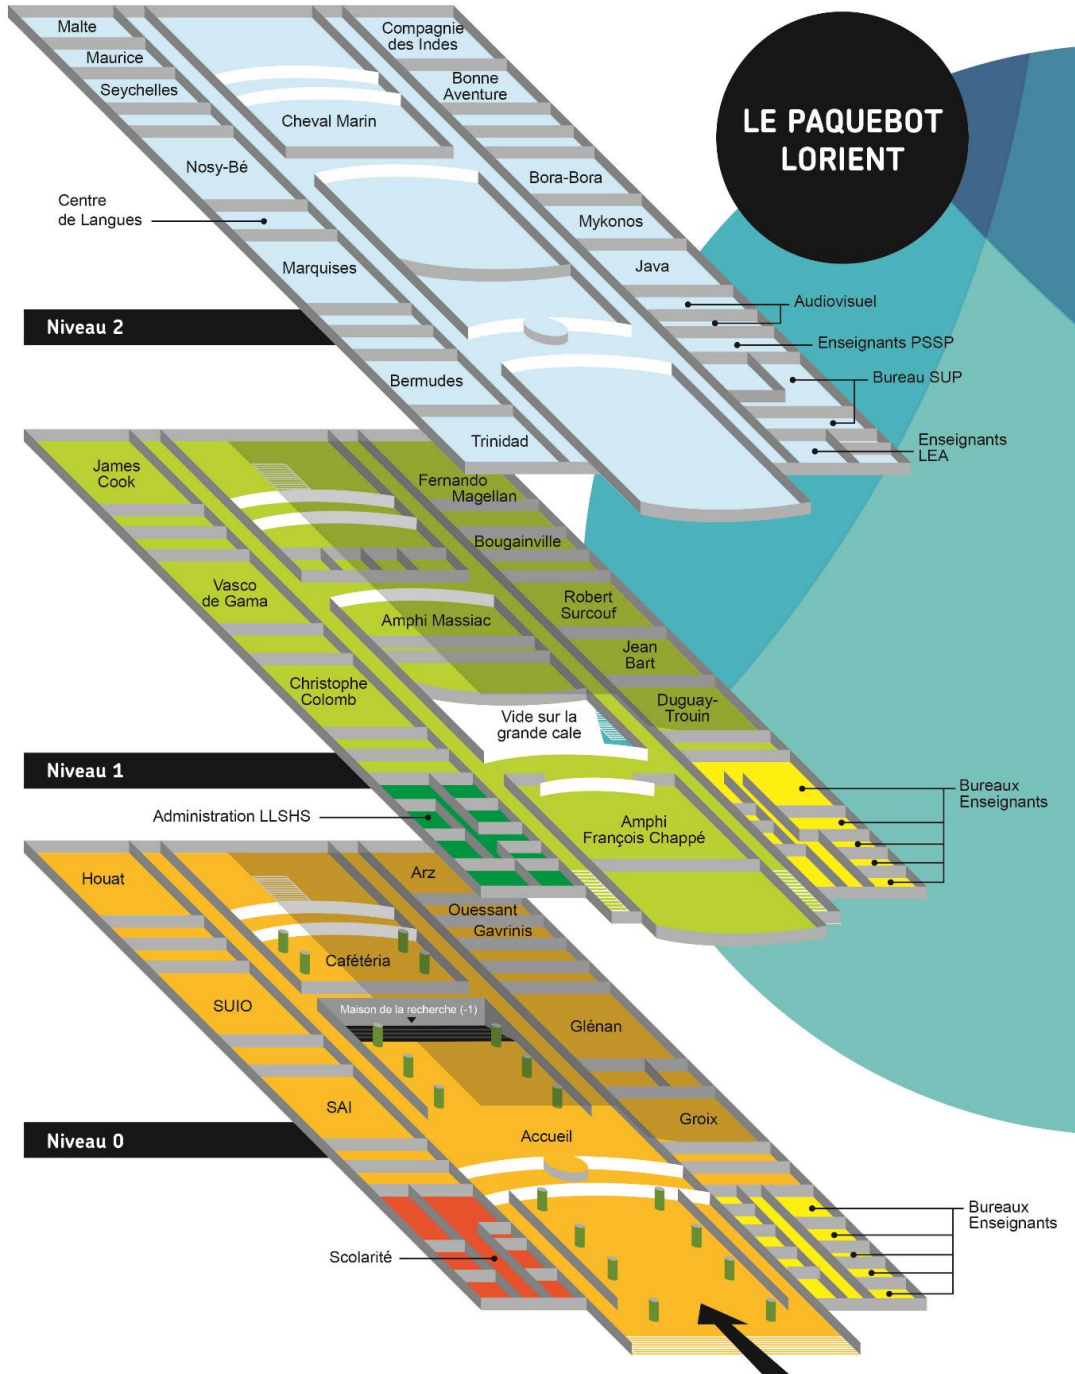 LE PAQUEBOT
LORIENT
Malte
Maurice
Seychelles
Nosy-Bé
Centre
de Langues
Marquises
Bermudes
Trinidad
Cheval Marin
Compagnie
des Indes
Bonne
Aventure
Bora-Bora
Mykonos
Java
Audiovisuel
Enseignants PSSP
Bureau SUP
Enseignants
LEA
Niveau 2
James
Cook
Vasco
de Gama
Christophe
Colomb
Administration LLSHS
Amphi Massiac
Vide sur la
grande cale
Amphi
François Chappé
Fernando
Magellan
Bougainville
Robert
Surcouf
Jean
Bart
Duguay-
Trouin
Bureaux
Enseignants
Niveau 1
Houat
SUIO
SAI
Scolarité
Cafétéria
Maison de la recherche (-1)
Accueil
Arz
Ouessant
Gavrinis
Glénan
Groix
Bureaux
Enseignants
Niveau 0